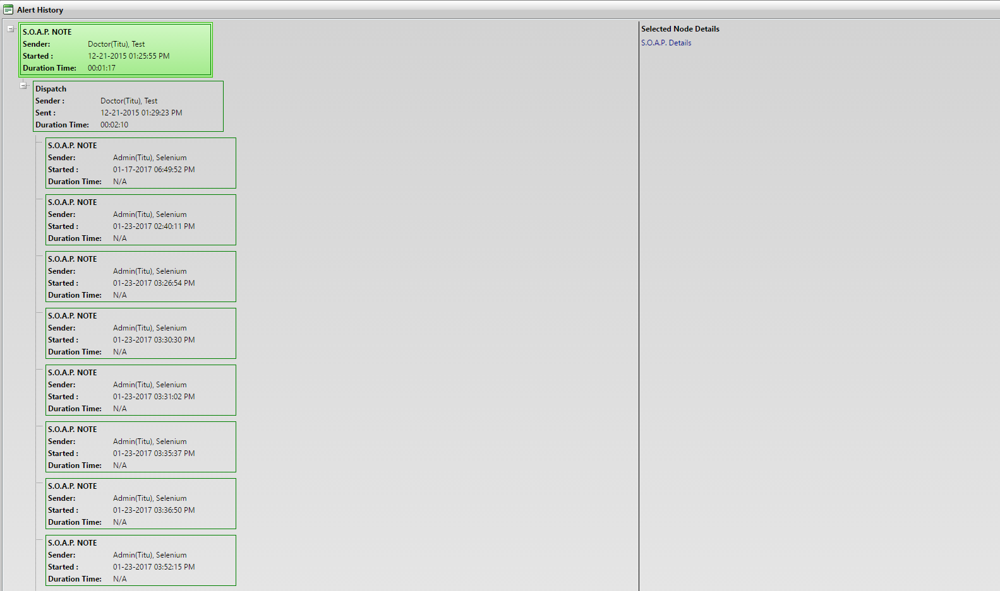 Alert History
S.O.A.P. NOTE
Sender: Doctor(Titu), Test
Started : 12-21-2015 01:25:55 PM
Duration Time: 00:01:17
Dispatch
Sender : Doctor(Titu), Test
Sent : 12-21-2015 01:29:23 PM
Duration Time: 00:02:10
S.O.A.P. NOTE
Sender: Admin(Titu), Selenium
Started : 01-17-2017 06:49:52 PM
Duration Time: N/A
S.O.A.P. NOTE
Sender: Admin(Titu), Selenium
Started : 01-23-2017 02:40:11 PM
Duration Time: N/A
S.O.A.P. NOTE
Sender: Admin(Titu), Selenium
Started : 01-23-2017 03:26:54 PM
Duration Time: N/A
S.O.A.P. NOTE
Sender: Admin(Titu), Selenium
Started : 01-23-2017 03:30:30 PM
Duration Time: N/A
S.O.A.P. NOTE
Sender: Admin(Titu), Selenium
Started : 01-23-2017 03:31:02 PM
Duration Time: N/A
S.O.A.P. NOTE
Sender: Admin(Titu), Selenium
Started : 01-23-2017 03:35:37 PM
Duration Time: N/A
S.O.A.P. NOTE
Sender: Admin(Titu), Selenium
Started : 01-23-2017 03:36:50 PM
Duration Time: N/A
S.O.A.P. NOTE
Sender: Admin(Titu), Selenium
Started : 01-23-2017 03:52:15 PM
Duration Time: N/A
Selected Node Details
S.O.A.P. Details